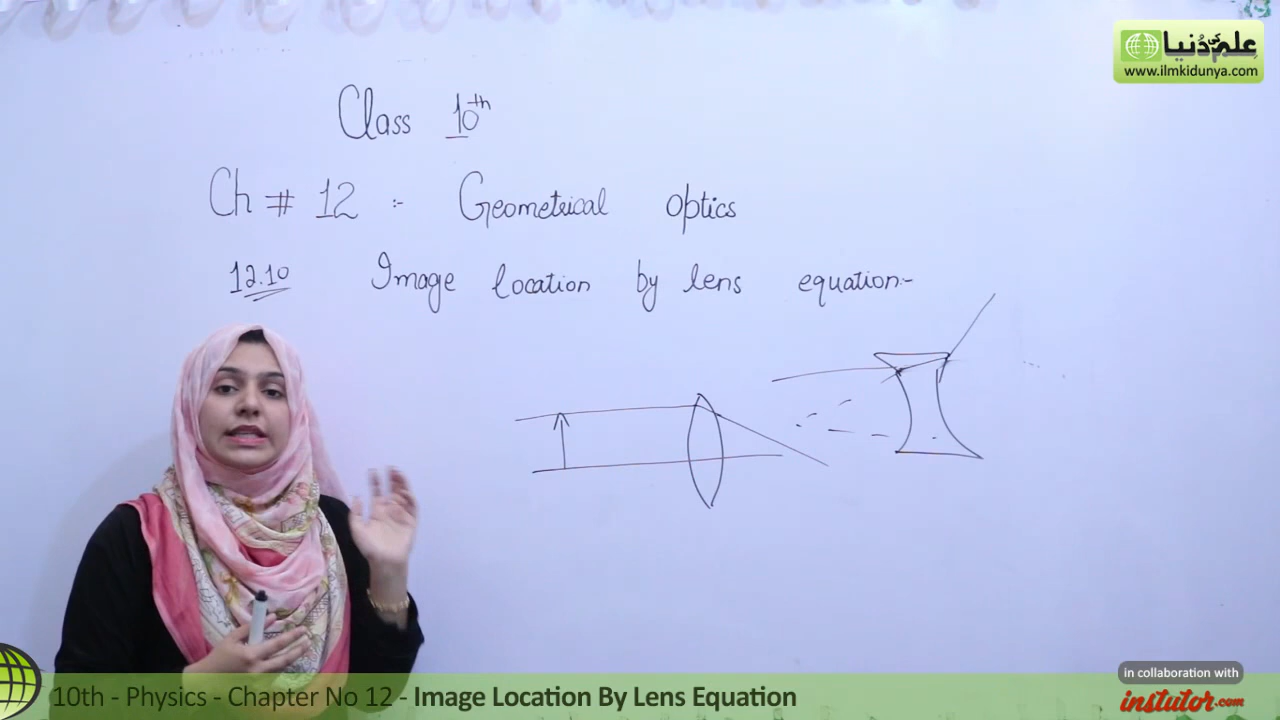 علم کی دُنیا
www.ilmkidunya.com
Class 10th
Ch # 12 :- Geometrical optics
12.10 Image location by lens equation:-
in collaboration with
instutor.com
10th - Physics - Chapter No 12 - Image Location By Lens Equation